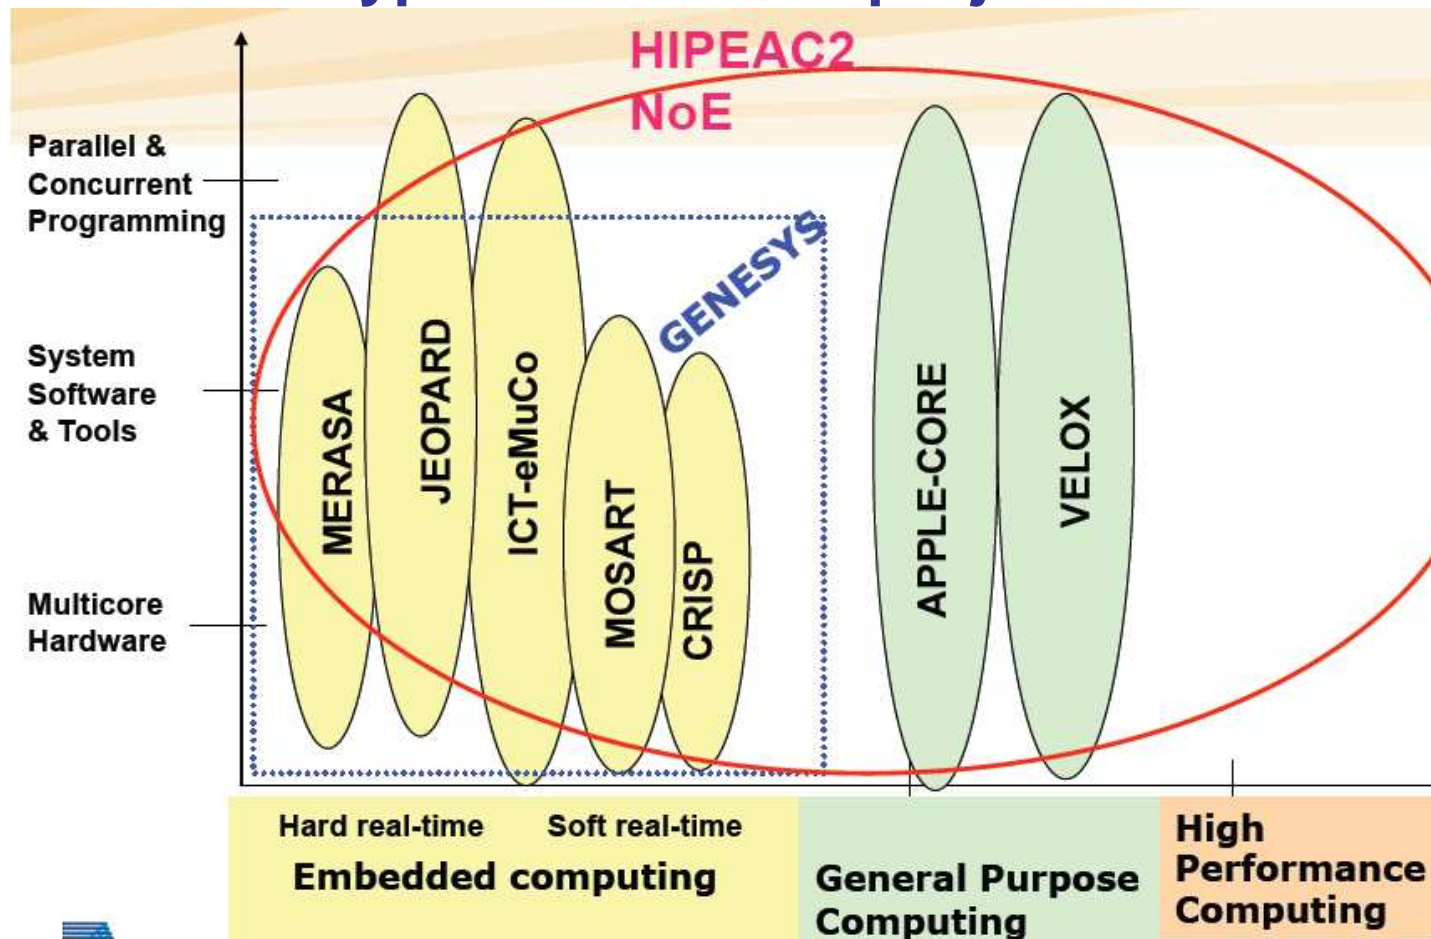 HIPEAC2
NoE
Parallel &
Concurrent
Programming
System
Software
& Tools
Multicore
Hardware
GENESYS
MERASA
JEOPARD
ICT-eMuCo
MOSART
CRISP
APPLE-CORE
VELOX
Hard real-time
Soft real-time
Embedded computing
General Purpose
Computing
High
Performance
Computing